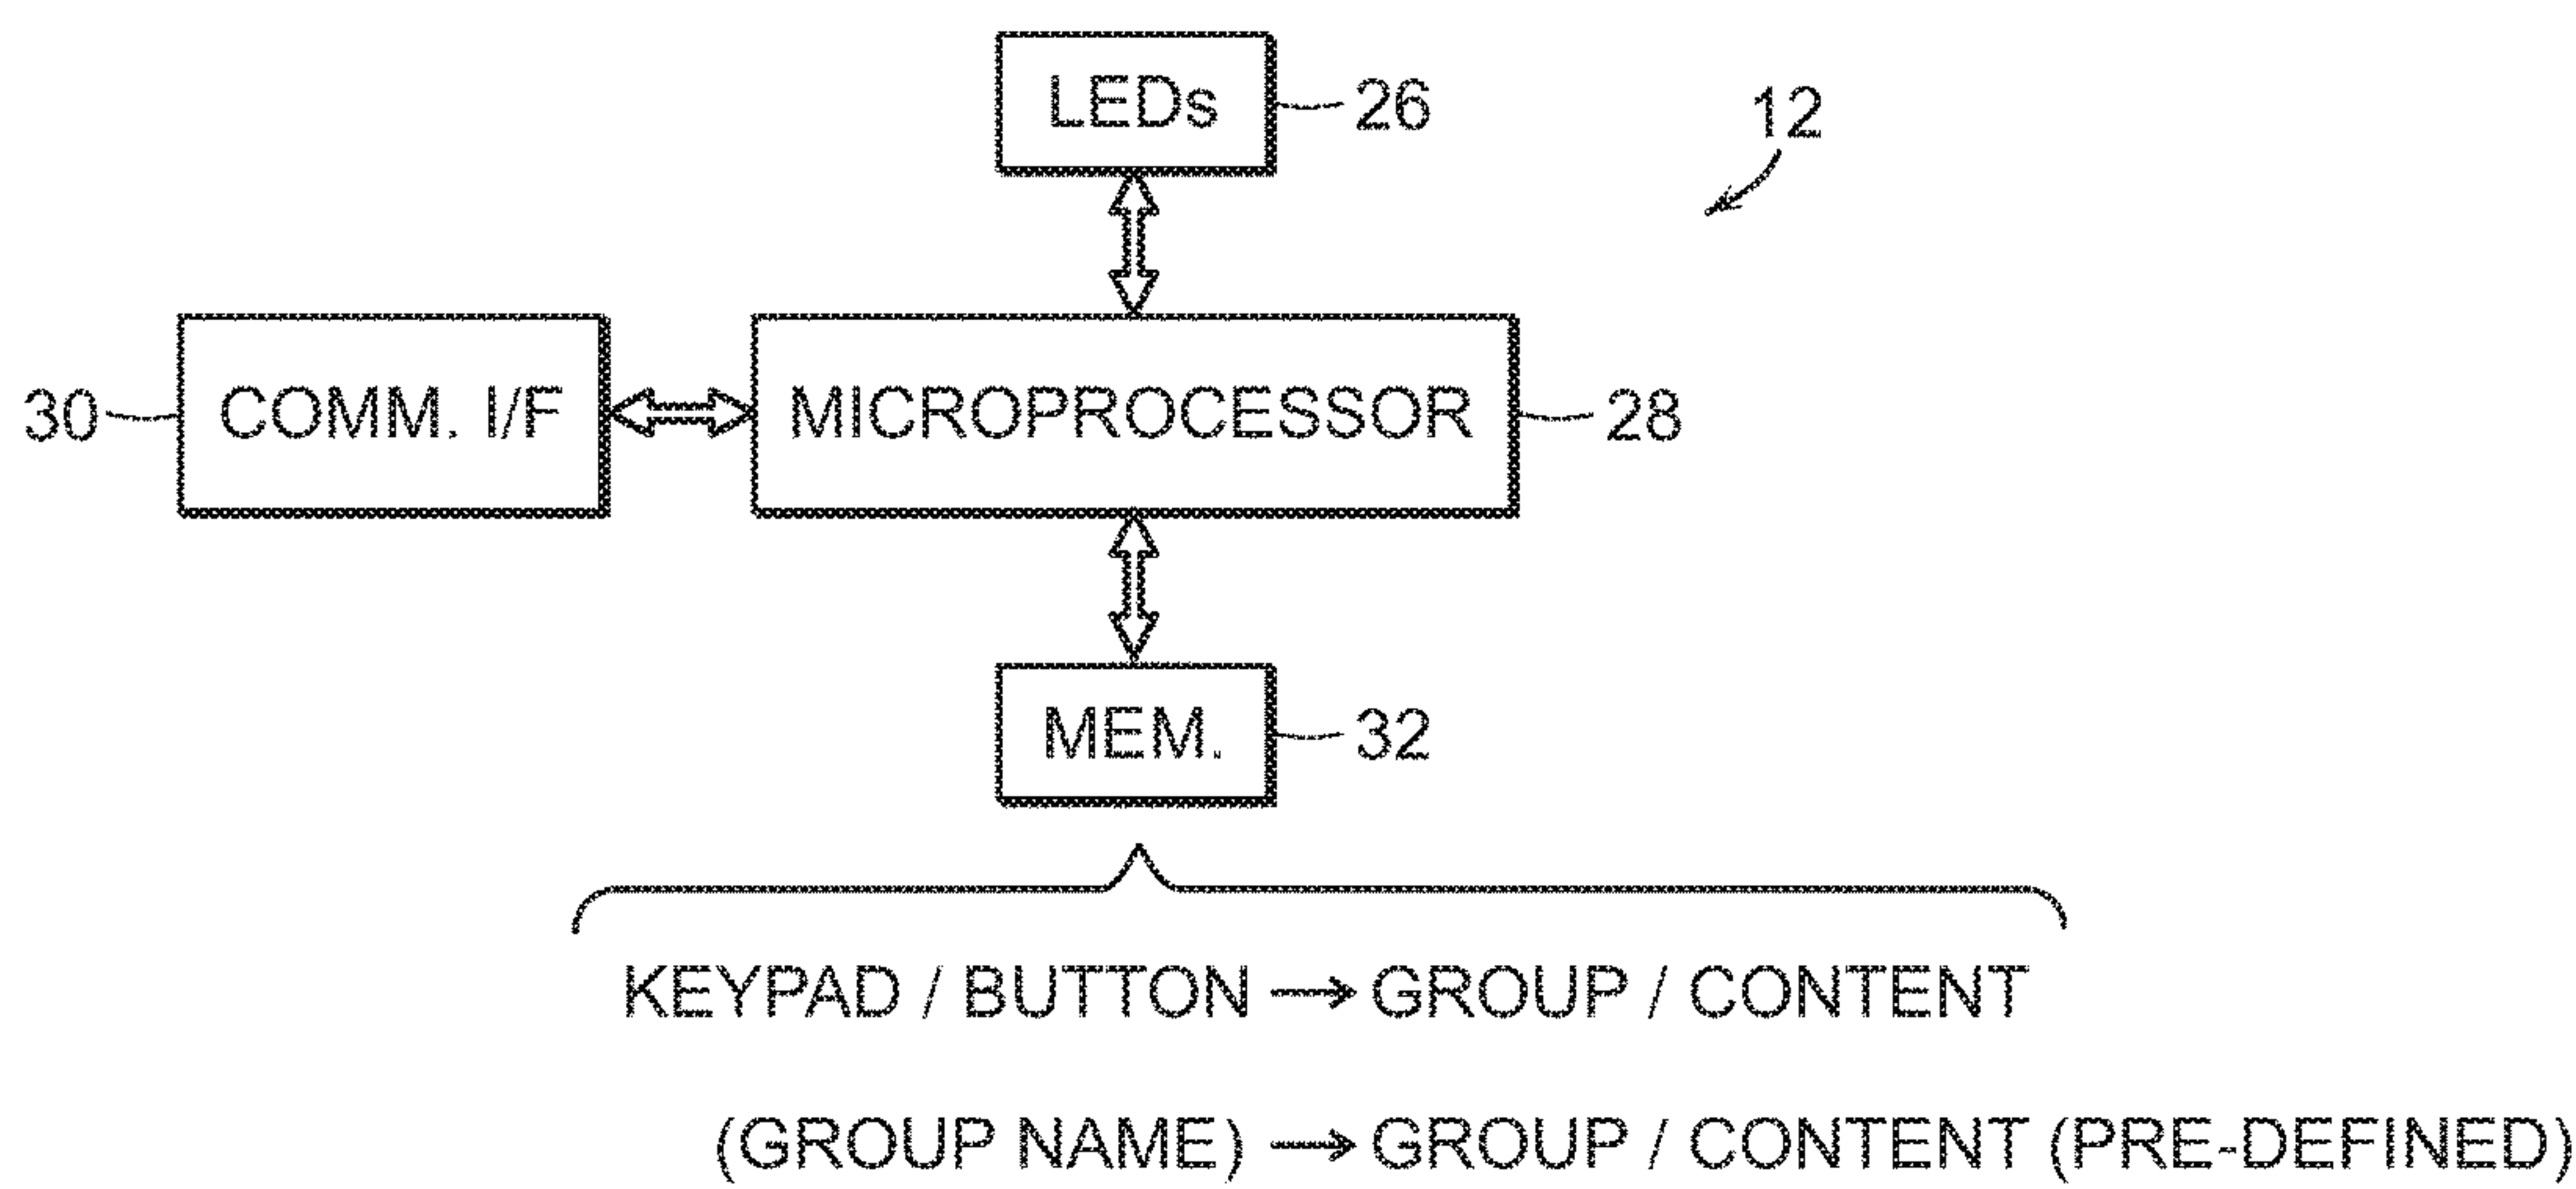 LEDs
26
12
30
COMM. I/F
MICROPROCESSOR
28
MEM.
32
KEYPAD / BUTTON → GROUP / CONTENT
(GROUP NAME) → GROUP / CONTENT (PRE-DEFINED)